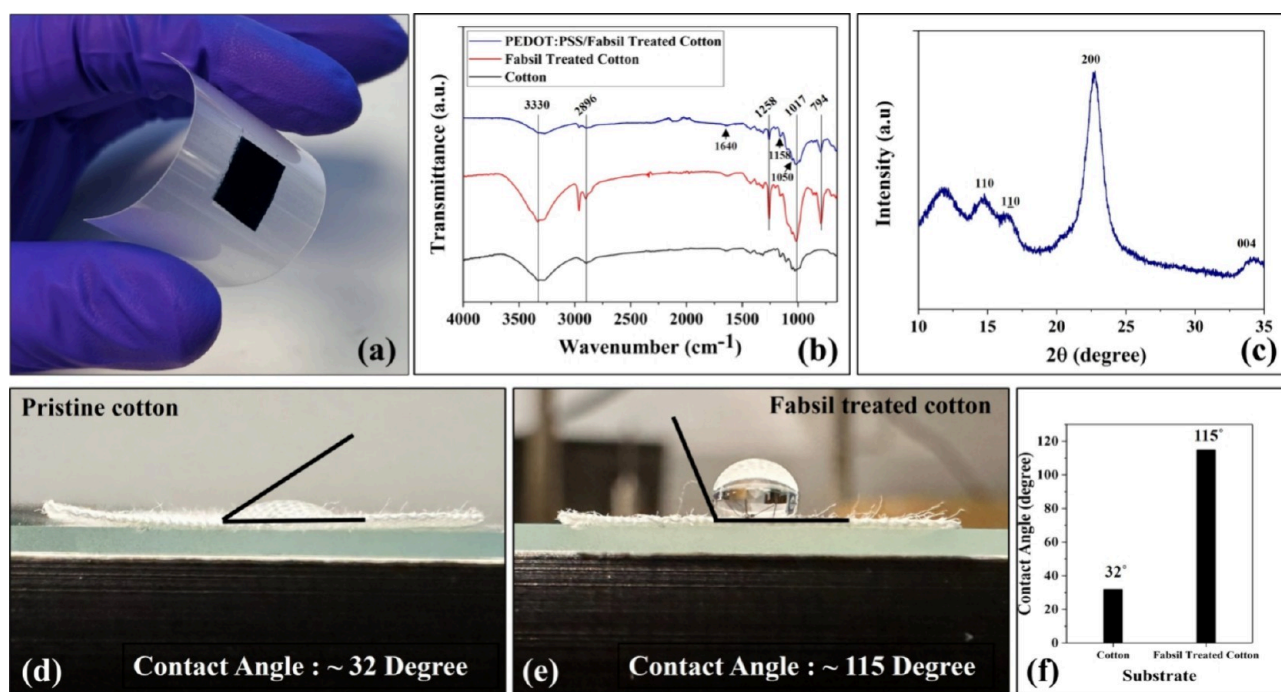 (a)
Transmittance (a.u.)
PEDOT:PSS/Fabsil Treated Cotton
Fabsil Treated Cotton
Cotton
3330
2896
1258
1017
794
1640
1158
1050
4000
3500
3000
2500
2000
1500
1000
Wavenumber (cm-1)
(b)
Intensity (a.u)
110
110
200
004
10
15
20
25
30
35
2θ (degree)
(c)
Pristine cotton
(d)
Contact Angle : ~ 32 Degree
Fabsil treated cotton
(e)
Contact Angle : ~ 115 Degree
Contact Angle (degree)
120
100
80
60
40
20
0
32°
115°
Cotton
Fabsil Treated Cotton
Substrate
(f)